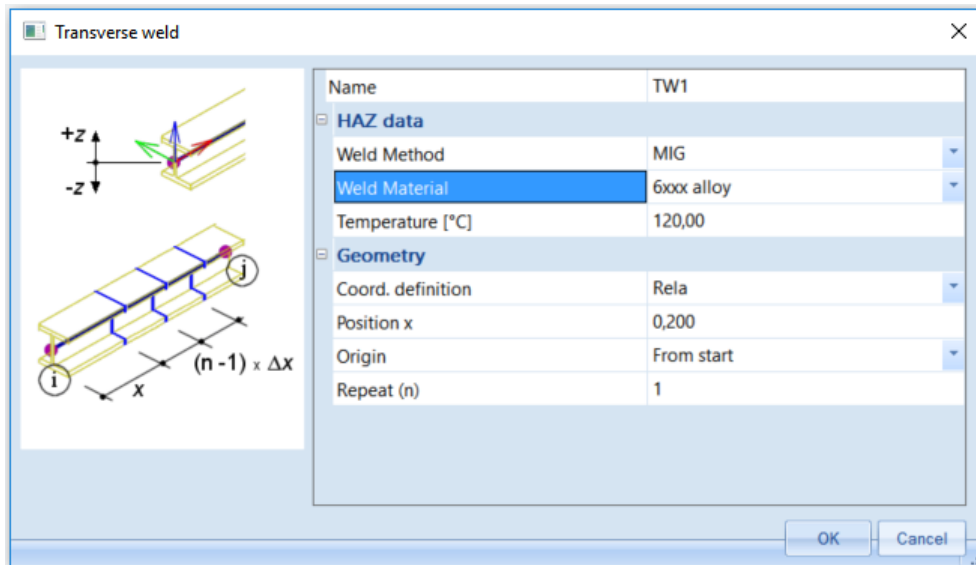 Transverse weld
Name TW1
HAZ data
Weld Method MIG
Weld Material 6xxx alloy
Temperature [°C] 120,00
Geometry
Coord. definition Rela
Position x 0,200
Origin From start
Repeat (n) 1
+z
-z
j
(n -1) x Δx
i
x
OK Cancel